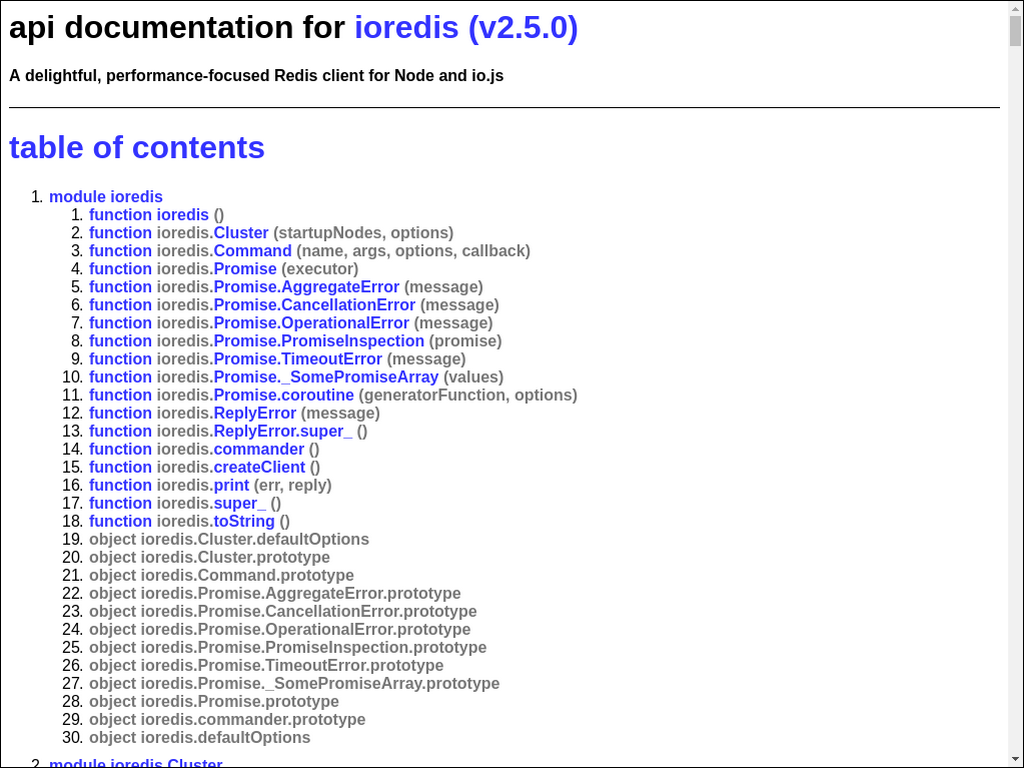 api documentation for ioredis (v2.5.0)
A delightful, performance-focused Redis client for Node and io.js
table of contents
1. module ioredis
1. function ioredis ()
2. function ioredis.Cluster (startupNodes, options)
3. function ioredis.Command (name, args, options, callback)
4. function ioredis.Promise (executor)
5. function ioredis.Promise.AggregateError (message)
6. function ioredis.Promise.CancellationError (message)
7. function ioredis.Promise.OperationalError (message)
8. function ioredis.Promise.PromiseInspection (promise)
9. function ioredis.Promise.TimeoutError (message)
10. function ioredis.Promise._SomePromiseArray (values)
11. function ioredis.Promise.coroutine (generatorFunction, options)
12. function ioredis.ReplyError (message)
13. function ioredis.ReplyError.super_ ()
14. function ioredis.commander ()
15. function ioredis.createClient ()
16. function ioredis.print (err, reply)
17. function ioredis.super_ ()
18. function ioredis.toString ()
19. object ioredis.Cluster.defaultOptions
20. object ioredis.Cluster.prototype
21. object ioredis.Command.prototype
22. object ioredis.Promise.AggregateError.prototype
23. object ioredis.Promise.CancellationError.prototype
24. object ioredis.Promise.OperationalError.prototype
25. object ioredis.Promise.PromiseInspection.prototype
26. object ioredis.Promise.TimeoutError.prototype
27. object ioredis.Promise._SomePromiseArray.prototype
28. object ioredis.Promise.prototype
29. object ioredis.commander.prototype
30. object ioredis.defaultOptions
2. module ioredis.Cluster